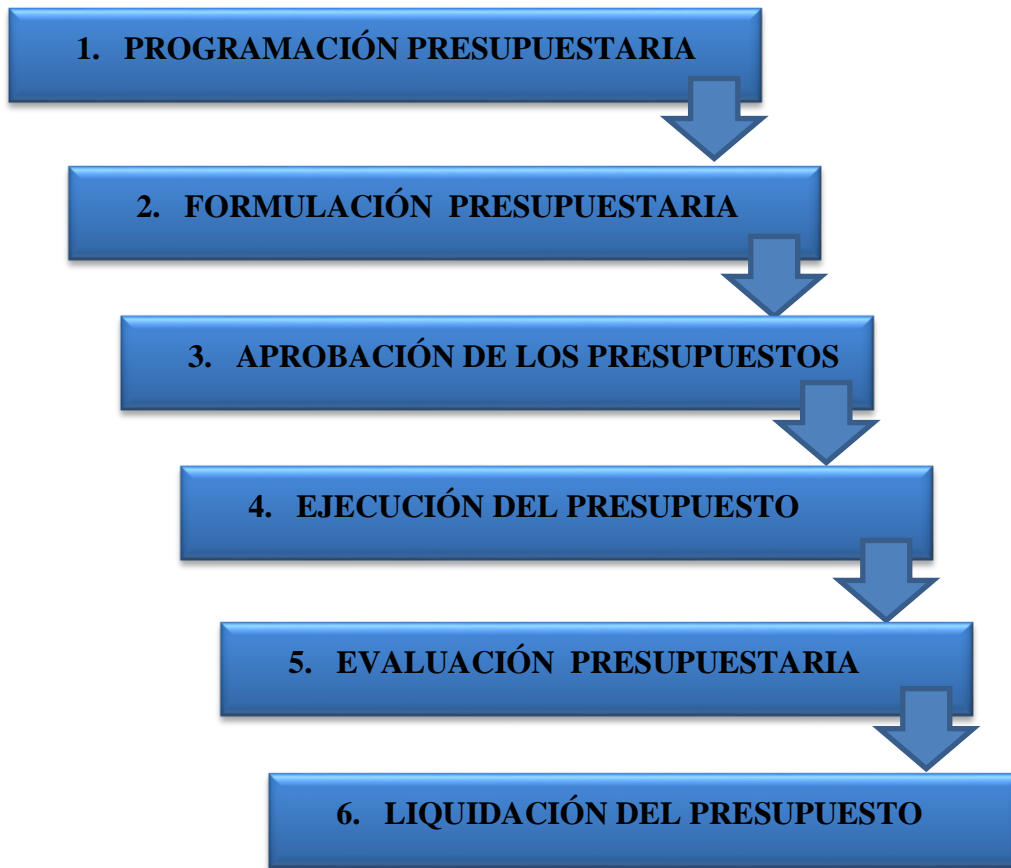 1. PROGRAMACIÓN PRESUPUESTARIA
2. FORMULACIÓN PRESUPUESTARIA
3. APROBACIÓN DE LOS PRESUPUESTOS
4. EJECUCIÓN DEL PRESUPUESTO
5. EVALUACIÓN PRESUPUESTARIA
6. LIQUIDACIÓN DEL PRESUPUESTO